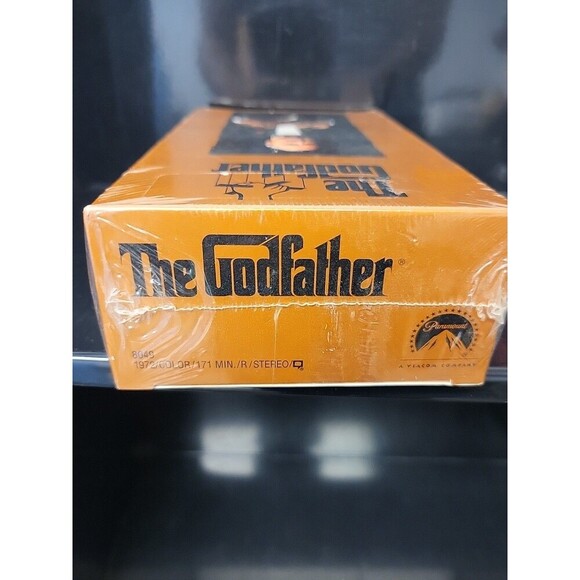 The
Godfather
The Godfather®
8049
1972/COLOR/171 MIN./R/STEREO/
Paramount
A VIACOM COMPANY